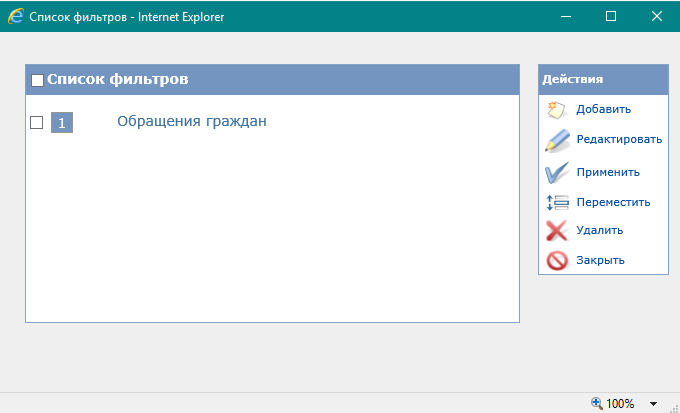 Список фильтров - Internet Explorer
Список фильтров
1 Обращения граждан
Действия
Добавить
Редактировать
Применить
Переместить
Удалить
Закрыть
100%